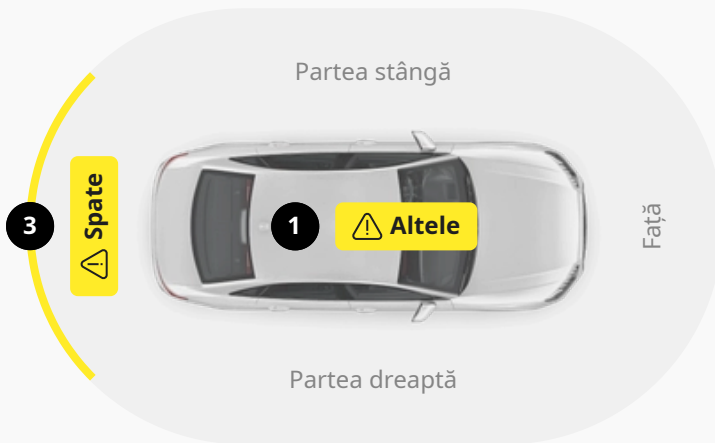 Partea stângă
3
Spate
1
Altele
Față
Partea dreaptă